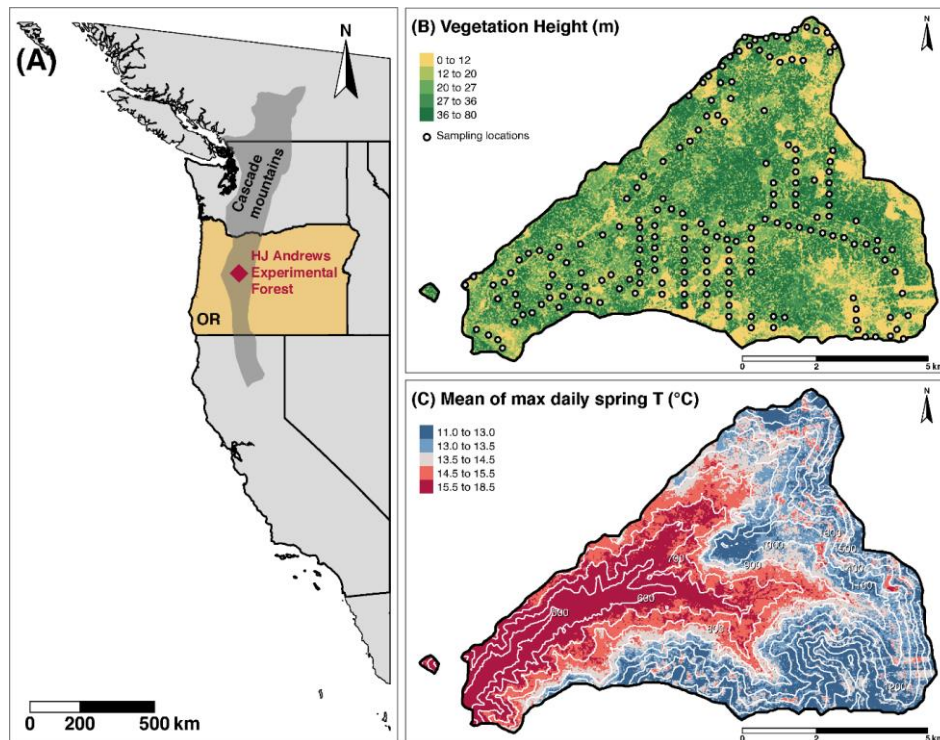 (A)
N
Cascade
mountains
HJ Andrews
Experimental
Forest
OR
0 200 500 km
(B) Vegetation Height (m)
0 to 12
12 to 20
20 to 27
27 to 36
36 to 80
Sampling locations
N
0 2 5 km
(C) Mean of max daily spring T (°C)
11.0 to 13.0
13.0 to 13.5
13.5 to 14.5
14.5 to 15.5
15.5 to 18.5
N
700
900
600
0 2 5 km